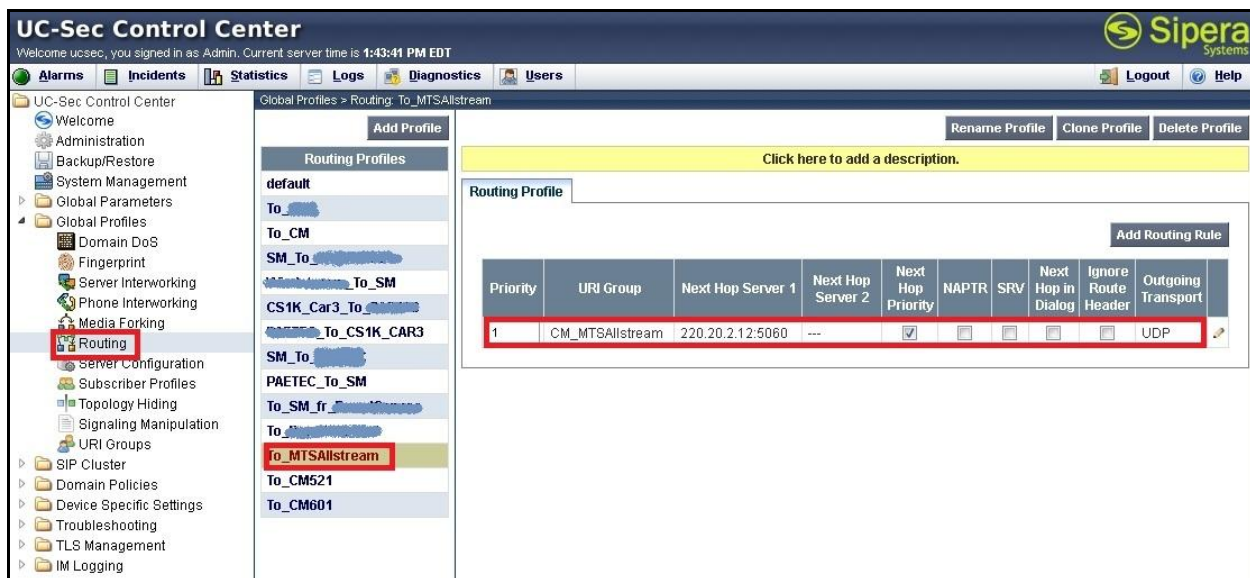 UC-Sec Control Center
Sipera
Systems
Welcome ucsec, you signed in as Admin. Current server time is 1:43:41 PM EDT
Alarms Incidents Statistics Logs Diagnostics Users Logout Help
UC-Sec Control Center
Welcome
Administration
Backup/Restore
System Management
Global Parameters
Global Profiles
Domain DoS
Fingerprint
Server Interworking
Phone Interworking
Media Forking
Routing
Server Configuration
Subscriber Profiles
Topology Hiding
Signaling Manipulation
URI Groups
SIP Cluster
Domain Policies
Device Specific Settings
Troubleshooting
TLS Management
IM Logging
Global Profiles > Routing: To_MTSAllstream
Add Profile
Routing Profiles
default
To_
To_CM
SM_To_
_To_SM
CS1K_Car3_To_
_To_CS1K_CAR3
SM_To_
PAETEC_To_SM
To_SM_fr_
To_
To_MTSAllstream
To_CM521
To_CM601
Rename Profile Clone Profile Delete Profile
Click here to add a description.
Routing Profile
Add Routing Rule
Priority URI Group Next Hop Server 1 Next Hop Server 2 Next Hop Priority NAPTR SRV Next Hop in Dialog Ignore Route Header Outgoing Transport
1 CM_MTSAllstream 220.20.2.12:5060 --- UDP